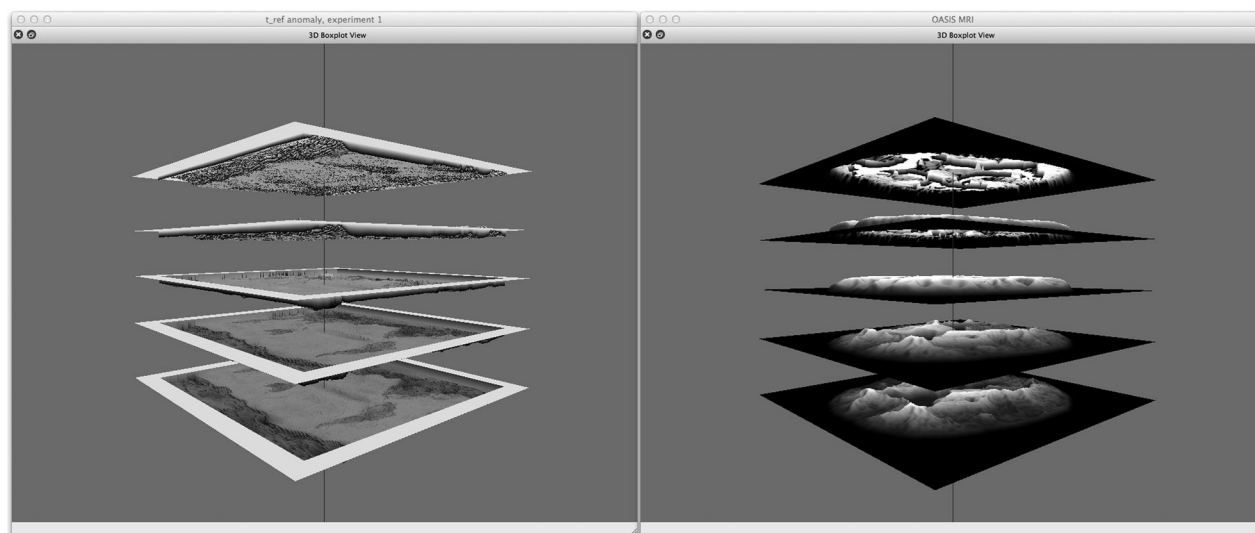 t_ref anomaly, experiment 1
3D Boxplot View
OASIS MRI
3D Boxplot View